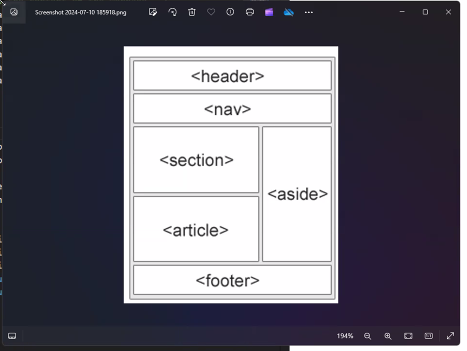 Screenshot 2024-07-10 185918.png
<header>
<nav>
<section>
<aside>
<article>
<footer>
194%